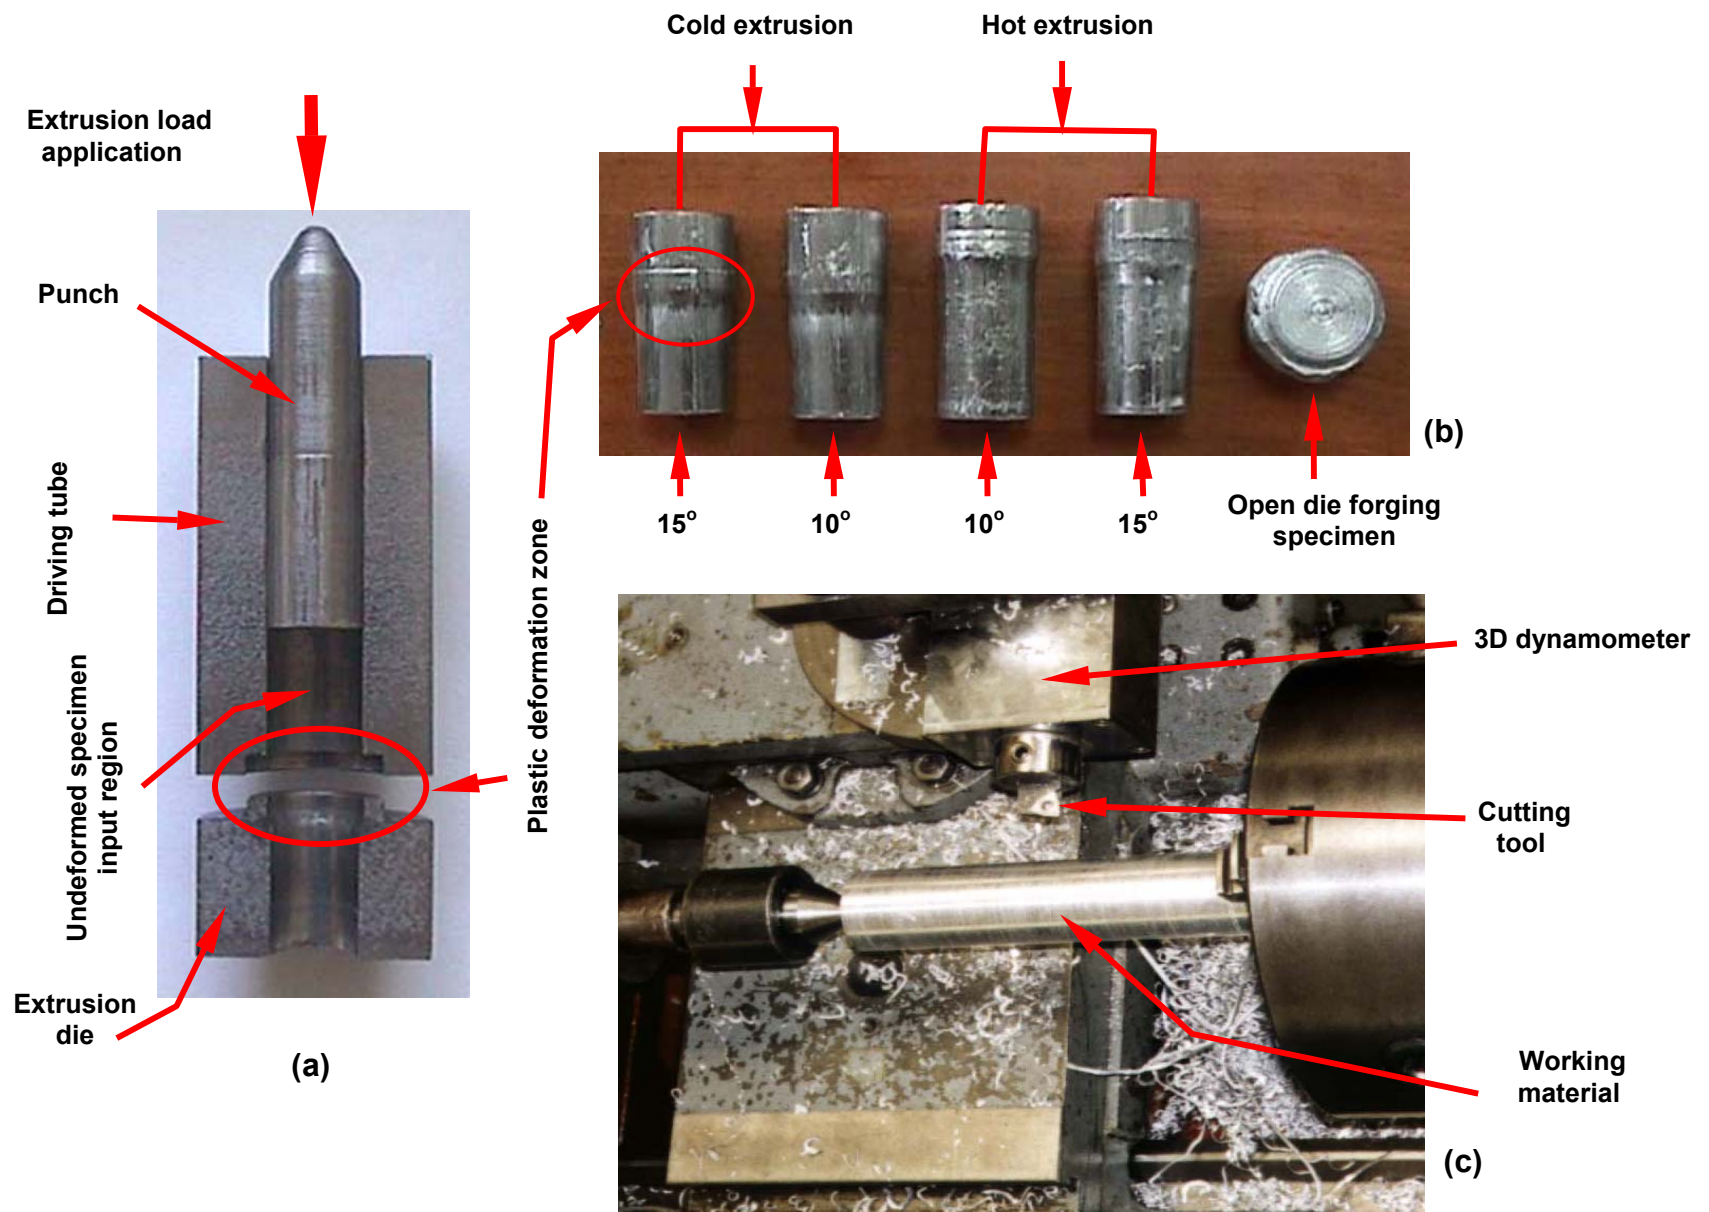 Cold extrusion
Hot extrusion
Extrusion load
application
Punch
Driving tube
Undeformed specimen
input region
Extrusion
die
(a)
Plastic deformation zone
15°
10°
10°
15°
Open die forging
specimen
(b)
3D dynamometer
Cutting
tool
Working
material
(c)